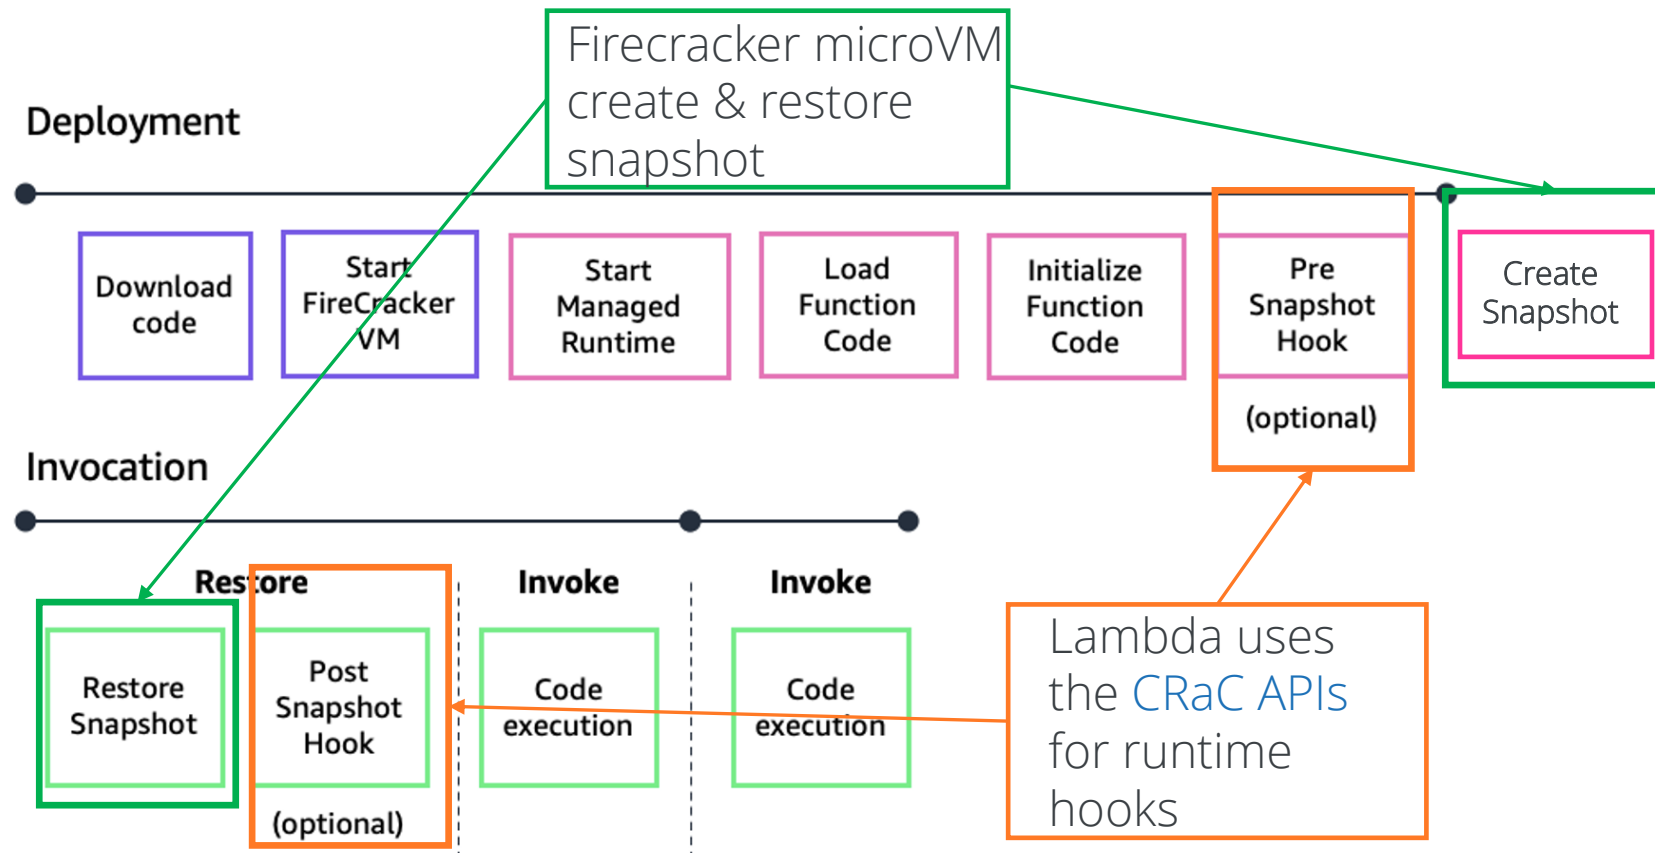 Firecracker microVM
create & restore
snapshot
Deployment
Download
code
Start
FireCracker
VM
Start
Managed
Runtime
Load
Function
Code
Initialize
Function
Code
Pre
Snapshot
Hook
(optional)
Create
Snapshot
Invocation
Restore
Invoke
Invoke
Restore
Snapshot
Post
Snapshot
Hook
(optional)
Code
execution
Code
execution
Lambda uses
the CRaC APIs
for runtime
hooks